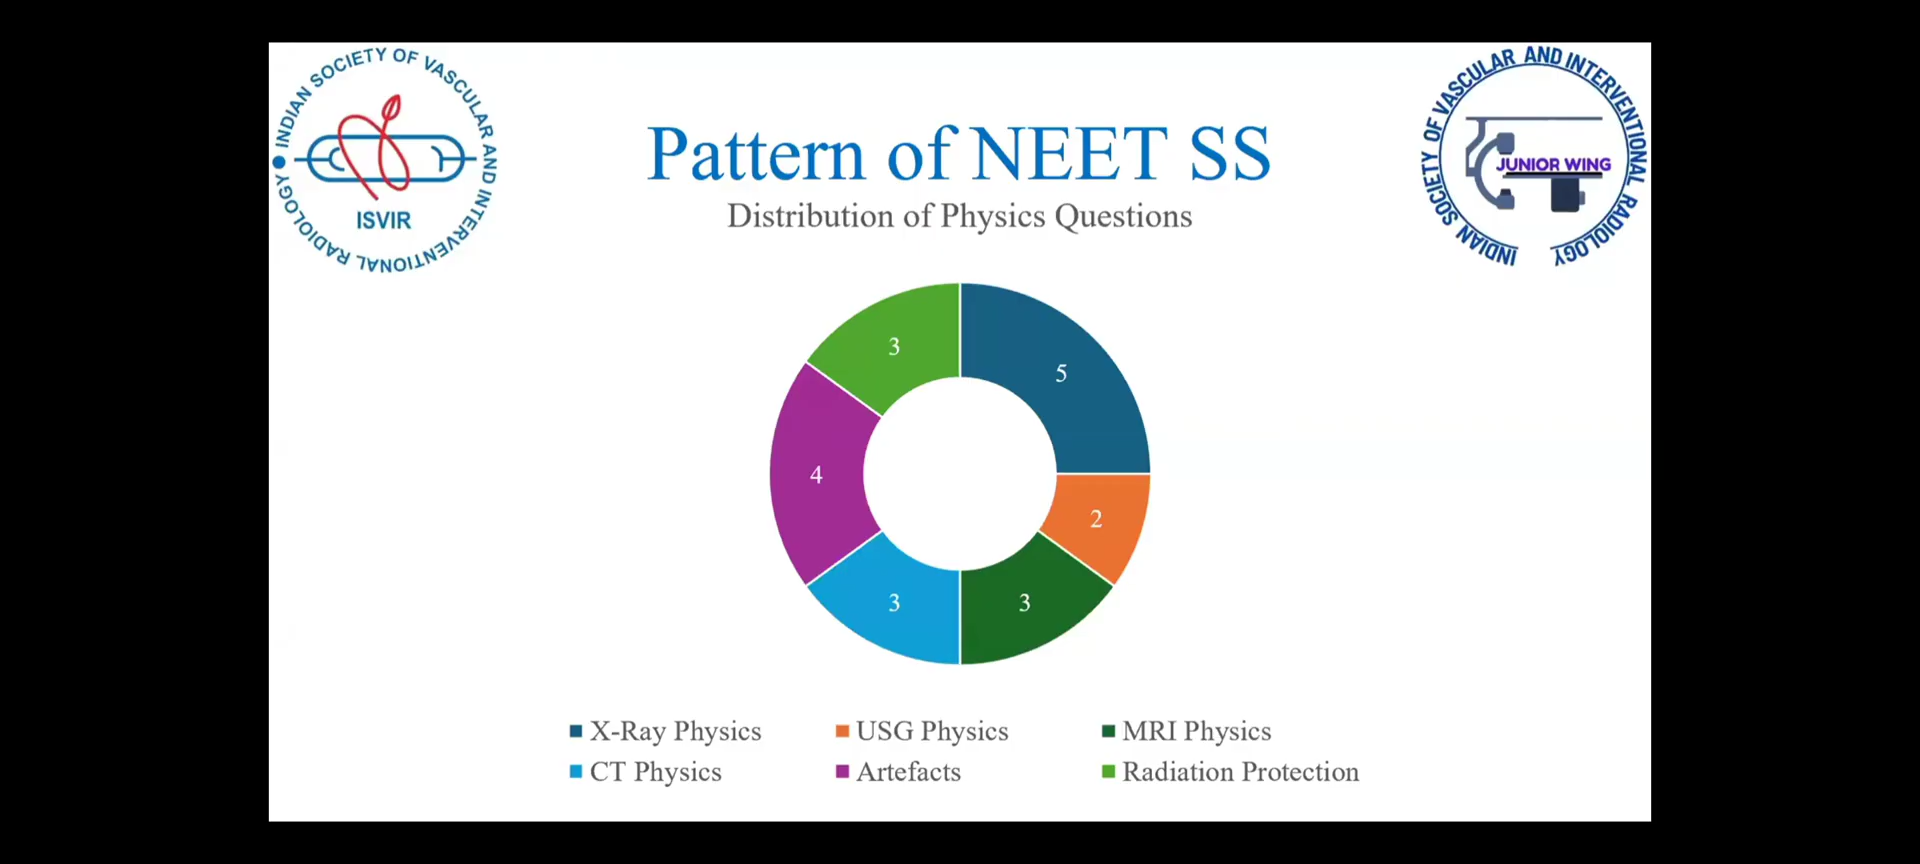 INDIAN SOCIETY OF VASCULAR AND INTERVENTIONAL RADIOLOGY
ISVIR
Pattern of NEET SS
Distribution of Physics Questions
INDIAN SOCIETY OF VASCULAR AND INTERVENTIONAL RADIOLOGY
JUNIOR WING
3
5
4
2
3
3
X-Ray Physics
USG Physics
MRI Physics
CT Physics
Artefacts
Radiation Protection